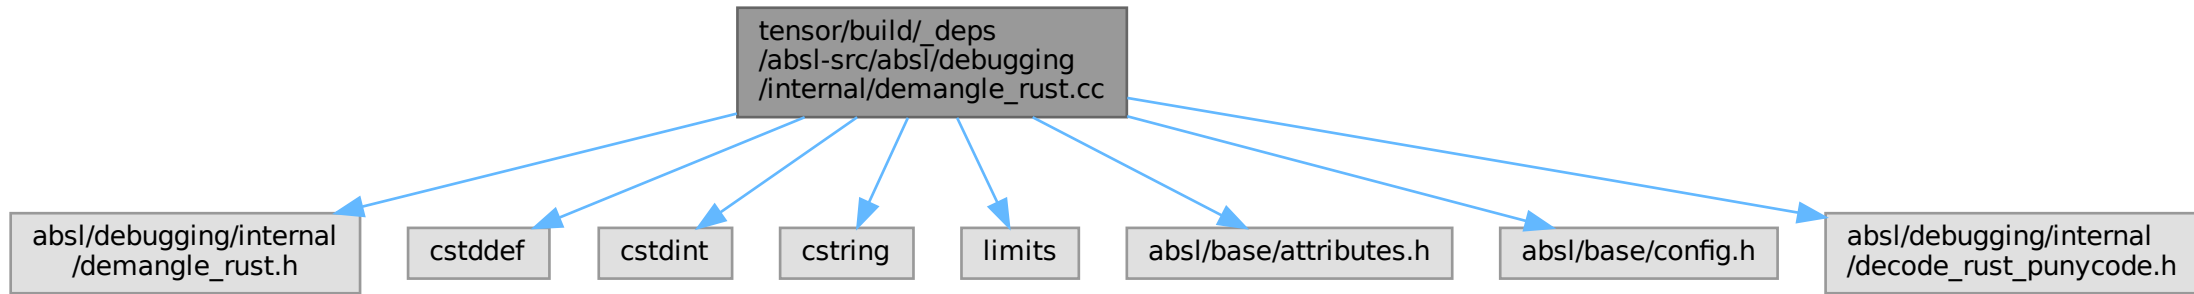 tensor/build/_deps
/absl-src/absl/debugging
/internal/demangle_rust.cc
absl/debugging/internal
/demangle_rust.h
cstddef
cstdint
cstring
limits
absl/base/attributes.h
absl/base/config.h
absl/debugging/internal
/decode_rust_punycode.h